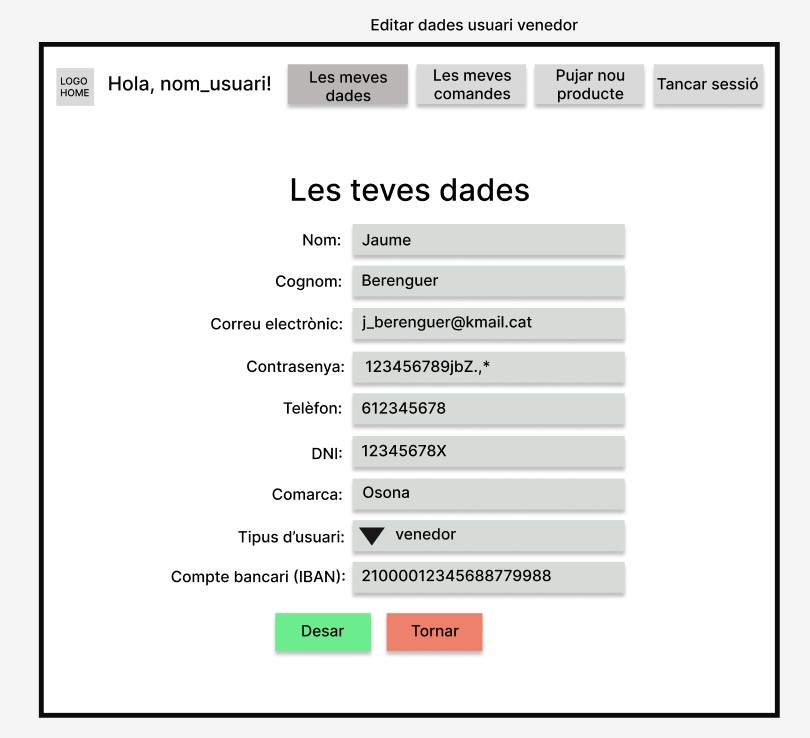 Editar dades usuari venedor
LOGO
HOME
Hola, nom_usuari!
Les meves
dades
Les meves
comandes
Pujar nou
producte
Tancar sessió
Les teves dades
Nom: Jaume
Cognom: Berenguer
Correu electrònic: j_berenguer@kmail.cat
Contrasenya: 123456789jbZ.,*
Telèfon: 612345678
DNI: 12345678X
Comarca: Osona
Tipus d'usuari: venedor
Compte bancari (IBAN): 21000012345688779988
Desar
Tornar